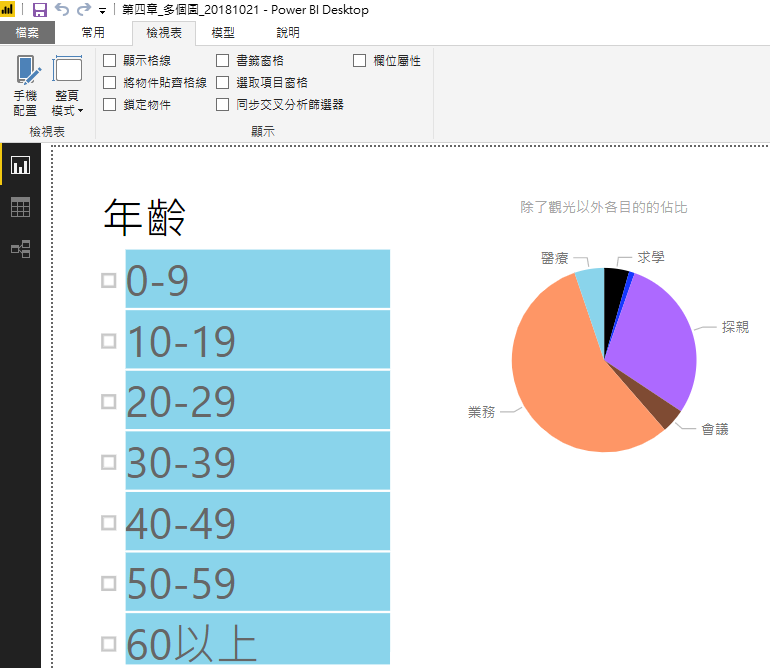 第四章_多個圖_20181021 - Power BI Desktop
檔案 常用 檢視表 模型 說明
手機配置
整頁模式
檢視表
顯示格線
將物件貼齊格線
鎖定物件
書籤窗格
選取項目窗格
同步交叉分析篩選器
欄位屬性
顯示
年齡
0-9
10-19
20-29
30-39
40-49
50-59
60以上
除了觀光以外各目的的佔比
醫療
求學
探親
業務
會議